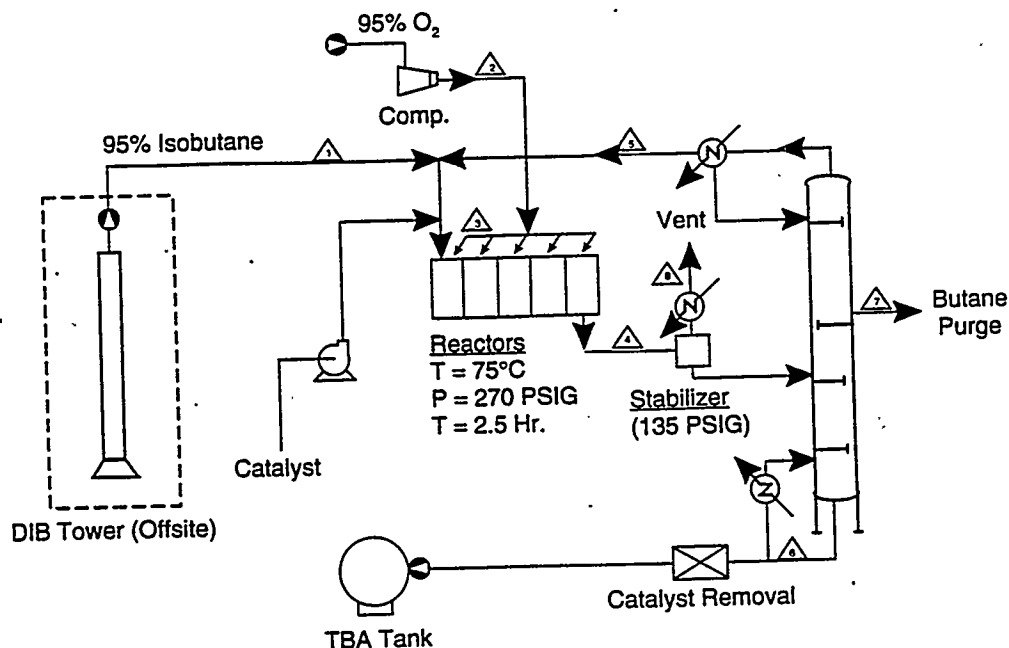 95% O₂
2
Comp.
95% Isobutane
1
5
3
Vent
8
7
Butane
Purge
4
Reactors
T = 75°C
P = 270 PSIG
T = 2.5 Hr.
Stabilizer
(135 PSIG)
Catalyst
DIB Tower (Offsite)
6
Catalyst Removal
TBA Tank